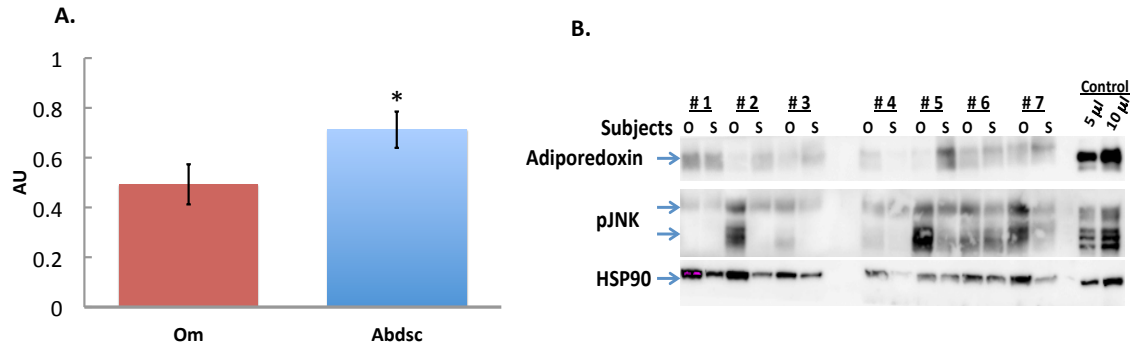 A.
1
0.8
0.6
0.4
0.2
0
AU
*
Om
Abdsc
B.
Control
# 1 # 2 # 3 # 4 # 5 # 6 # 7 5 µl 10 µl
Subjects O S O S O S O S O S O S O S
Adiporedoxin
pJNK
HSP90